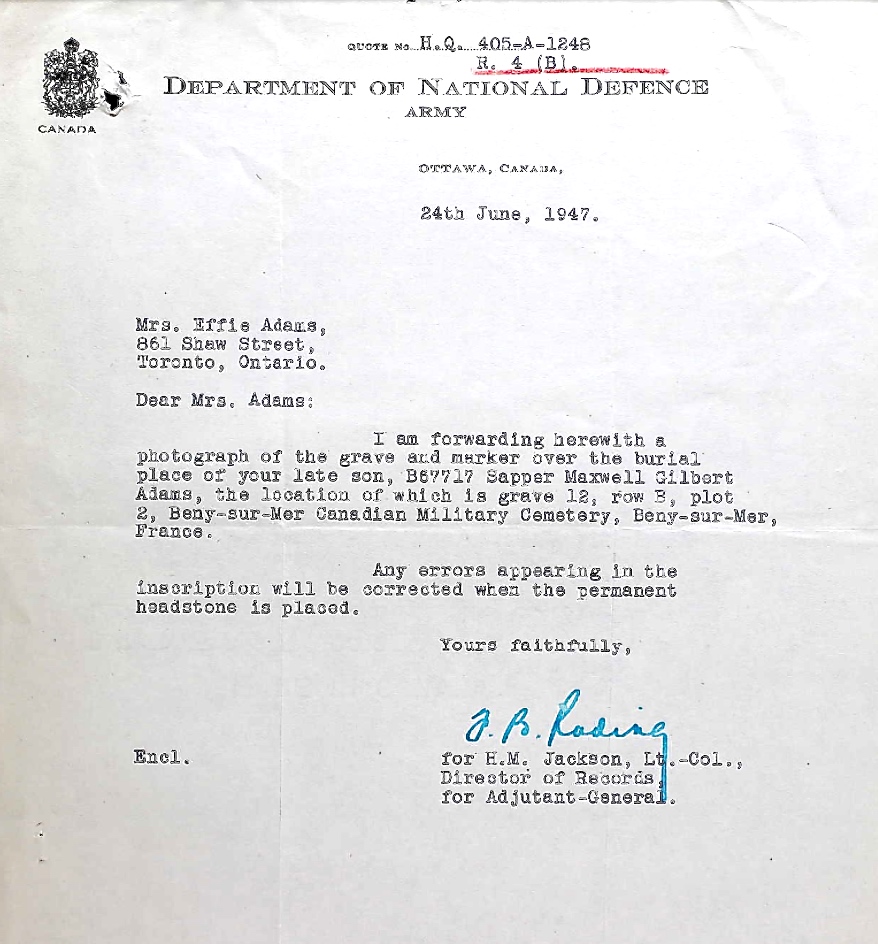 QUOTE No. H.Q. 405-A-1248
R. 4 (B).
DEPARTMENT OF NATIONAL DEFENCE
ARMY
CANADA
OTTAWA, CANADA,
24th June, 1947.
Mrs. Effie Adams,
861 Shaw Street,
Toronto, Ontario.
Dear Mrs. Adams:
I am forwarding herewith a
photograph of the grave and marker over the burial
place of your late son, B67717 Sapper Maxwell Gilbert
Adams, the location of which is grave 12, row B, plot
2, Beny-sur-Mer Canadian Military Cemetery, Beny-sur-Mer,
France.
Any errors appearing in the
inscription will be corrected when the permanent
headstone is placed.
Yours faithfully,
B.
Encl.
for H.M. Jackson, Lt.-Col.,
Director of Records,
for Adjutant-General.